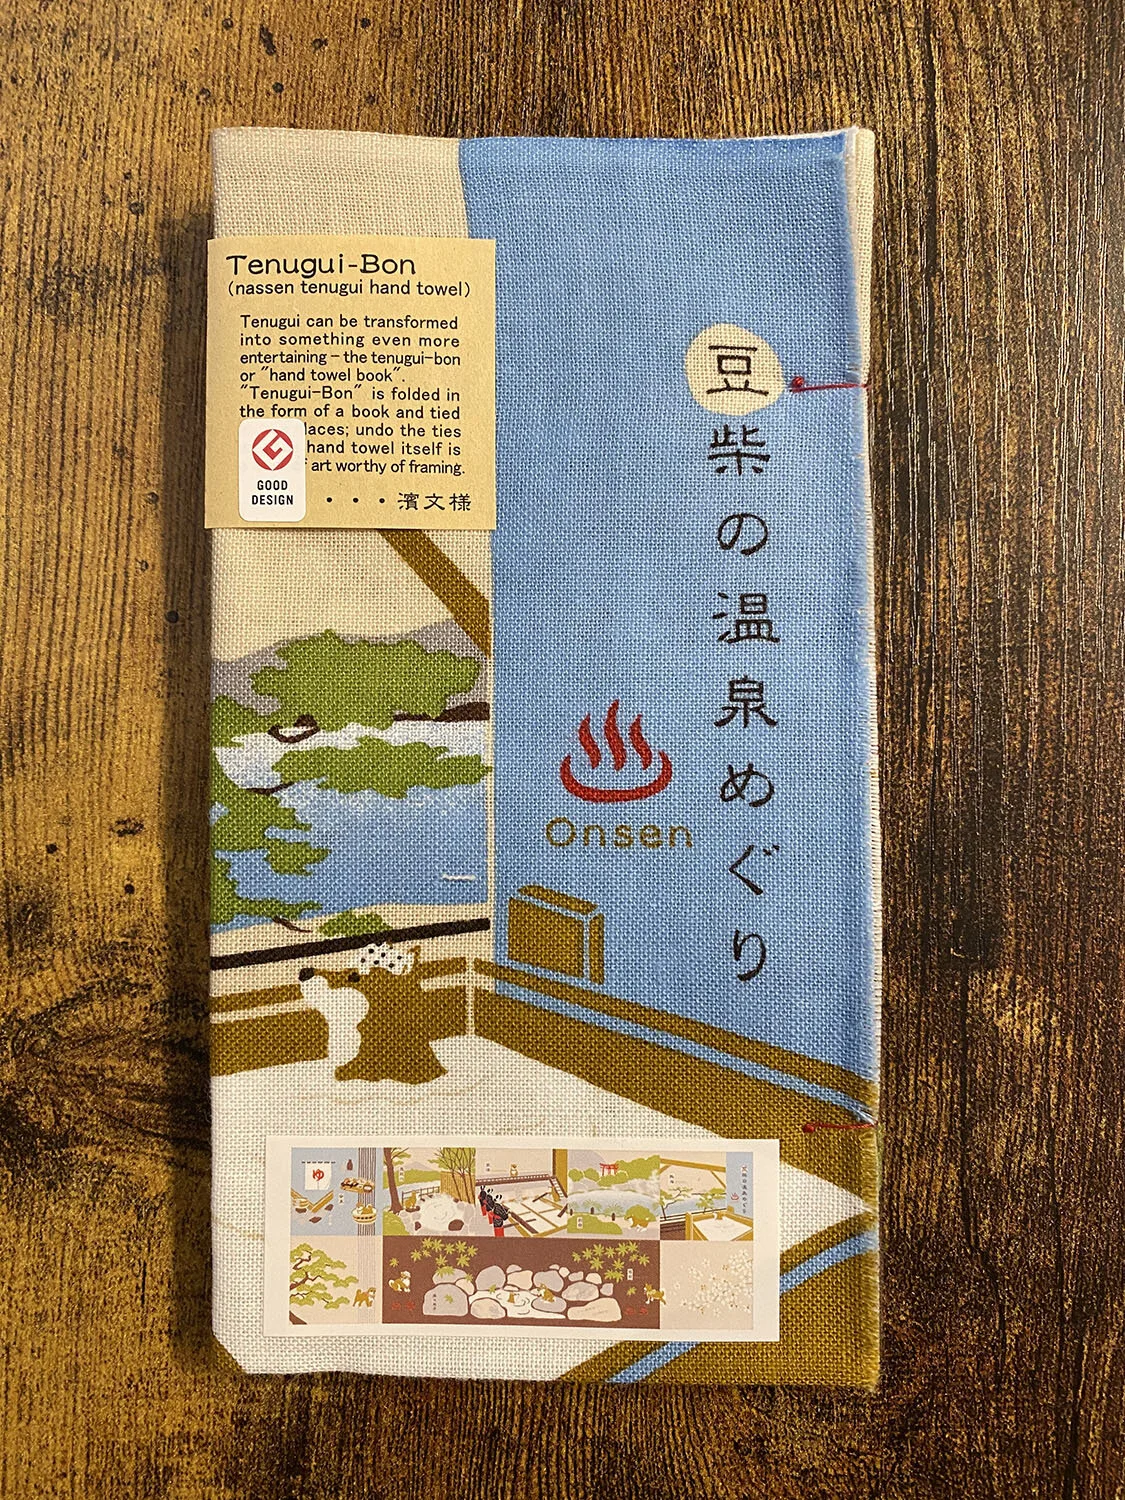 Tenugui-Bon
(nassen tenugui hand towel)
Tenugui can be transformed
into something even more
entertaining - the tenugui-bon
or "hand towel book".
"Tenugui-Bon" is folded in
the form of a book and tied
laces; undo the ties
hand towel itself is
art worthy of framing.
GOOD
DESIGN
・・・濱文様
豆柴の温泉めぐり
Onsen
ゆ